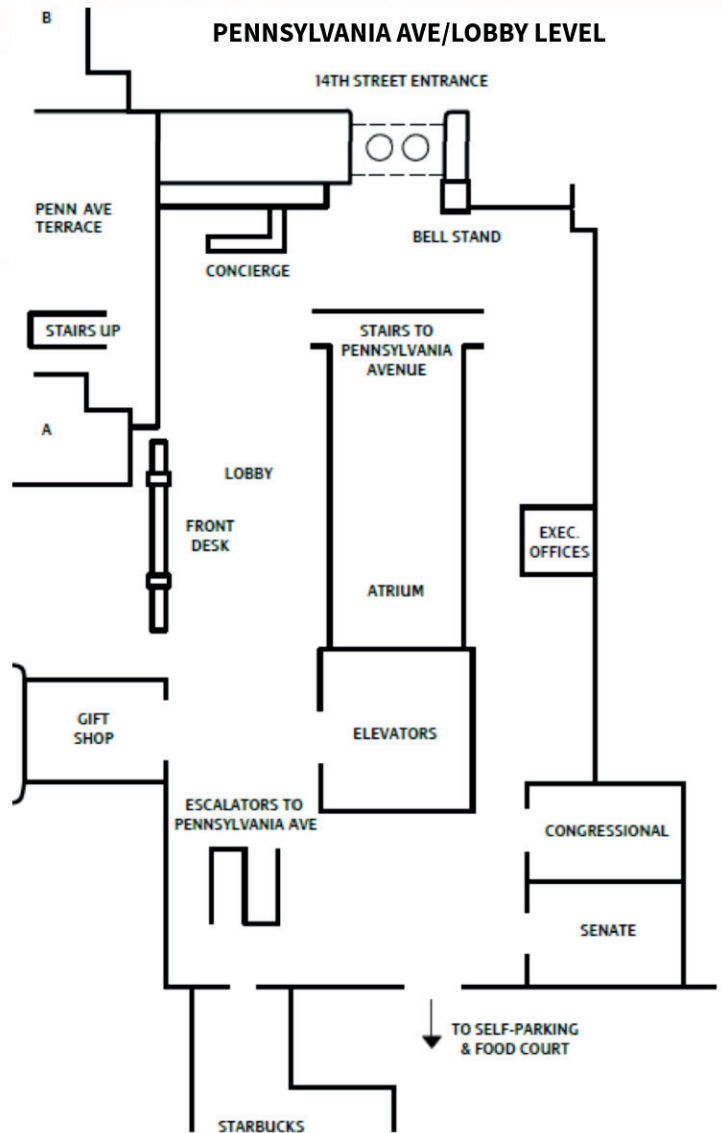 B
PENNSYLVANIA AVE/LOBBY LEVEL
14TH STREET ENTRANCE
PENN AVE
TERRACE
BELL STAND
CONCIERGE
STAIRS UP
STAIRS TO
PENNSYLVANIA
AVENUE
A
LOBBY
FRONT
DESK
EXEC.
OFFICES
ATRIUM
GIFT
SHOP
ELEVATORS
ESCALATORS TO
PENNSYLVANIA AVE
CONGRESSIONAL
SENATE
TO SELF-PARKING
& FOOD COURT
STARBUCKS